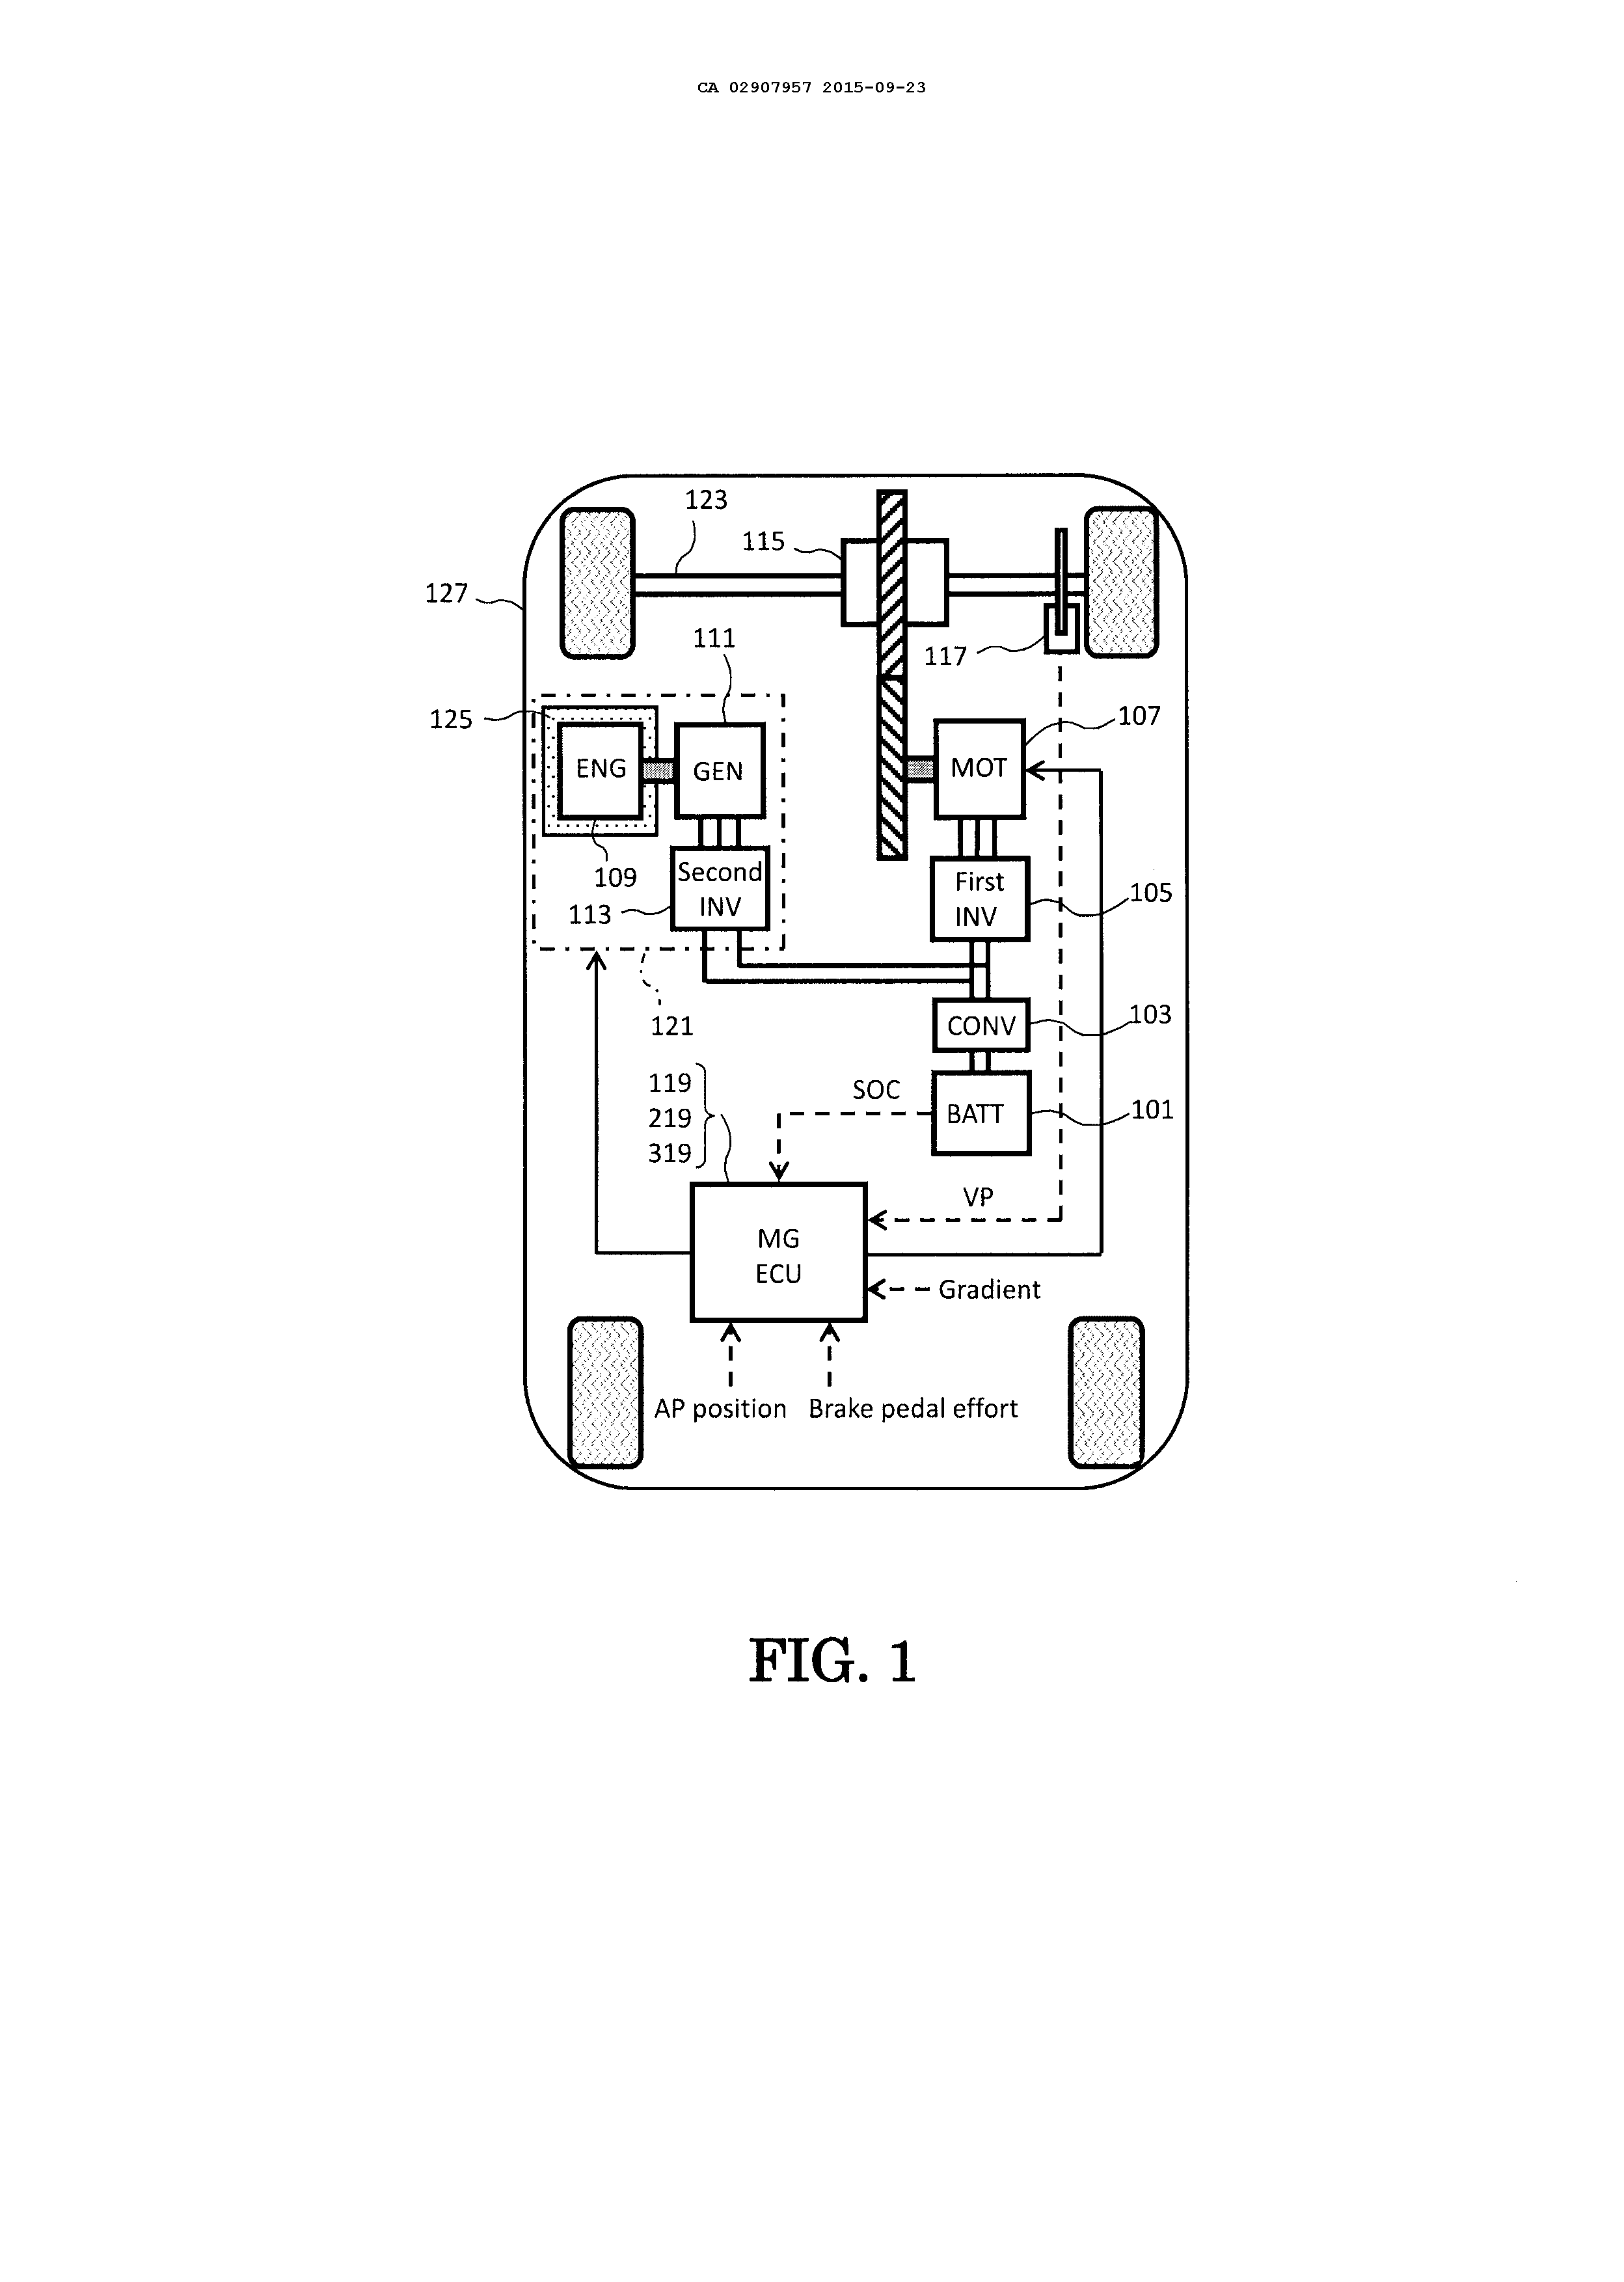 CA 02907957 2015-09-23
123
115
127
111
117
125
107
ENG
GEN
MOT
109
Second
INV
113
First
INV
105
121
CONV
103
119
219
319
SOC
BATT
101
VP
MG
ECU
Gradient
AP position
Brake pedal effort
FIG. 1